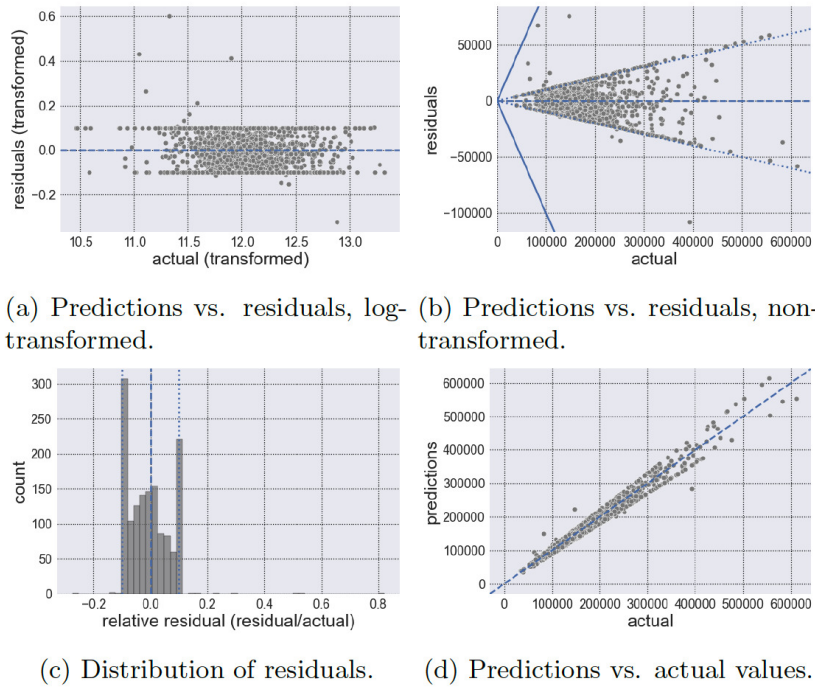 0.6
0.4
0.2
0.0
−0.2
residuals (transformed)
10.5 11.0 11.5 12.0 12.5 13.0
actual (transformed)
50000
0
−50000
−100000
residuals
0 100000 200000 300000 400000 500000 600000
actual
(a) Predictions vs. residuals, log-
transformed.
(b) Predictions vs. residuals, non-
transformed.
300
250
200
150
100
50
0
count
−0.2 0.0 0.2 0.4 0.6 0.8
relative residual (residual/actual)
600000
500000
400000
300000
200000
100000
0
predictions
0 100000 200000 300000 400000 500000 600000
actual
(c) Distribution of residuals.
(d) Predictions vs. actual values.